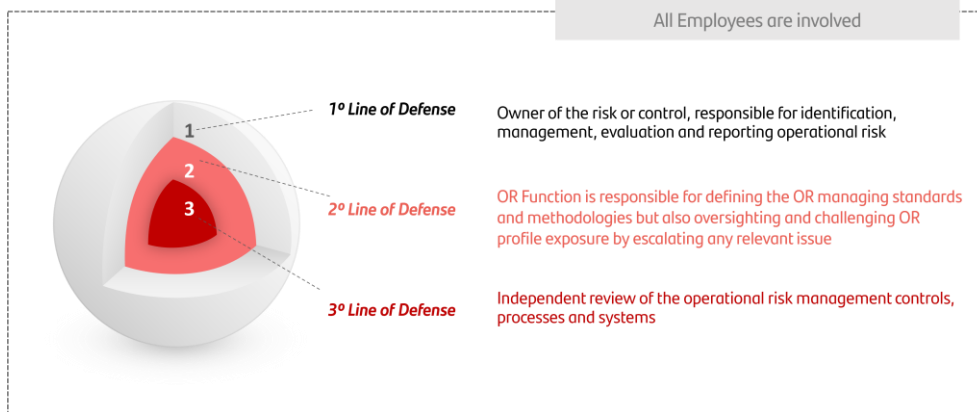 All Employees are involved
1
1º Line of Defense
Owner of the risk or control, responsible for identification,
management, evaluation and reporting operational risk
2
2º Line of Defense
OR Function is responsible for defining the OR managing standards
and methodologies but also oversighting and challenging OR
profile exposure by escalating any relevant issue
3
3º Line of Defense
Independent review of the operational risk management controls,
processes and systems